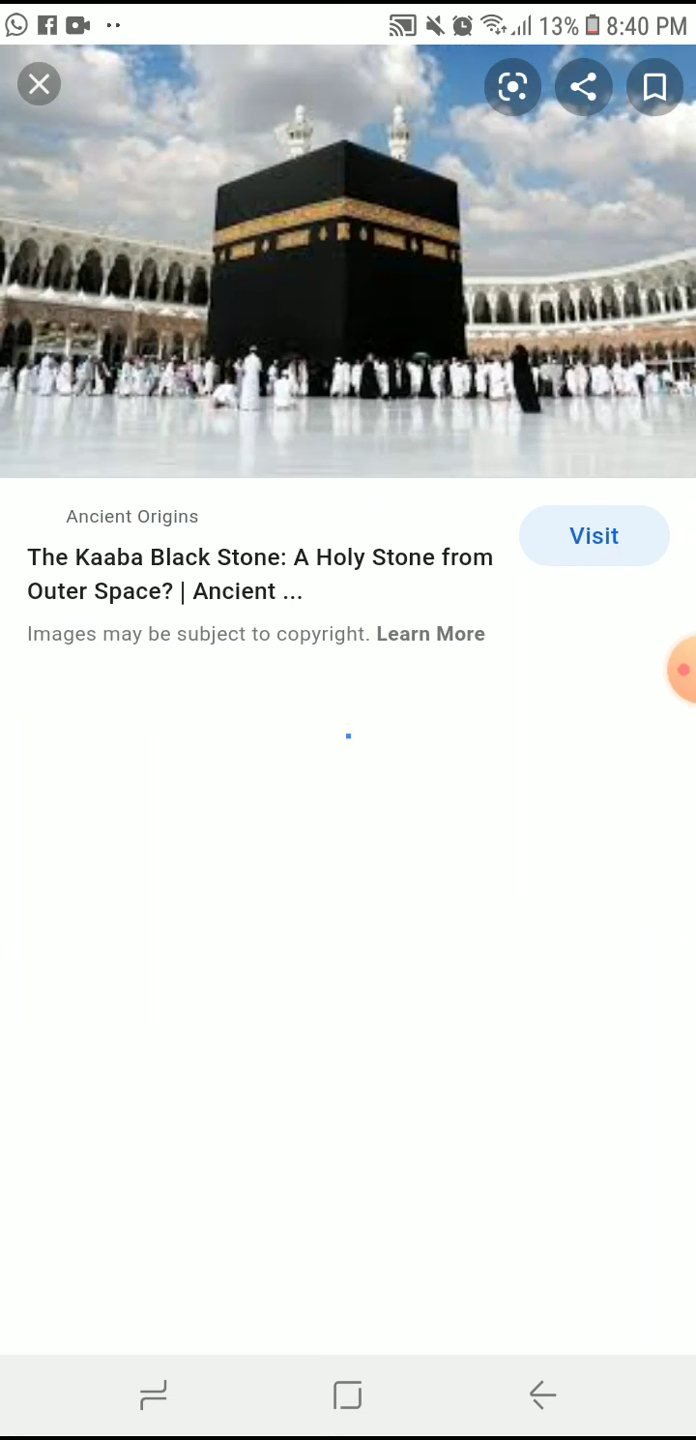 13% 8:40 PM
Ancient Origins
Visit
The Kaaba Black Stone: A Holy Stone from
Outer Space? | Ancient ...
Images may be subject to copyright. Learn More